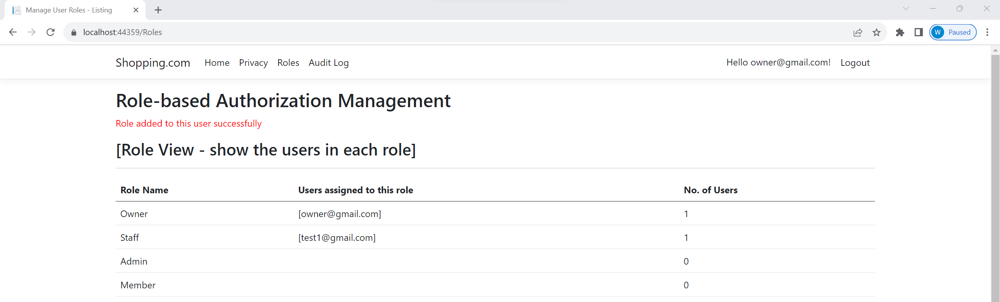 Manage User Roles - Listing
localhost:44359/Roles
W Paused
Shopping.com Home Privacy Roles Audit Log Hello owner@gmail.com! Logout
Role-based Authorization Management
Role added to this user successfully
[Role View - show the users in each role]
Role Name Users assigned to this role No. of Users
Owner [owner@gmail.com] 1
Staff [test1@gmail.com] 1
Admin 0
Member 0